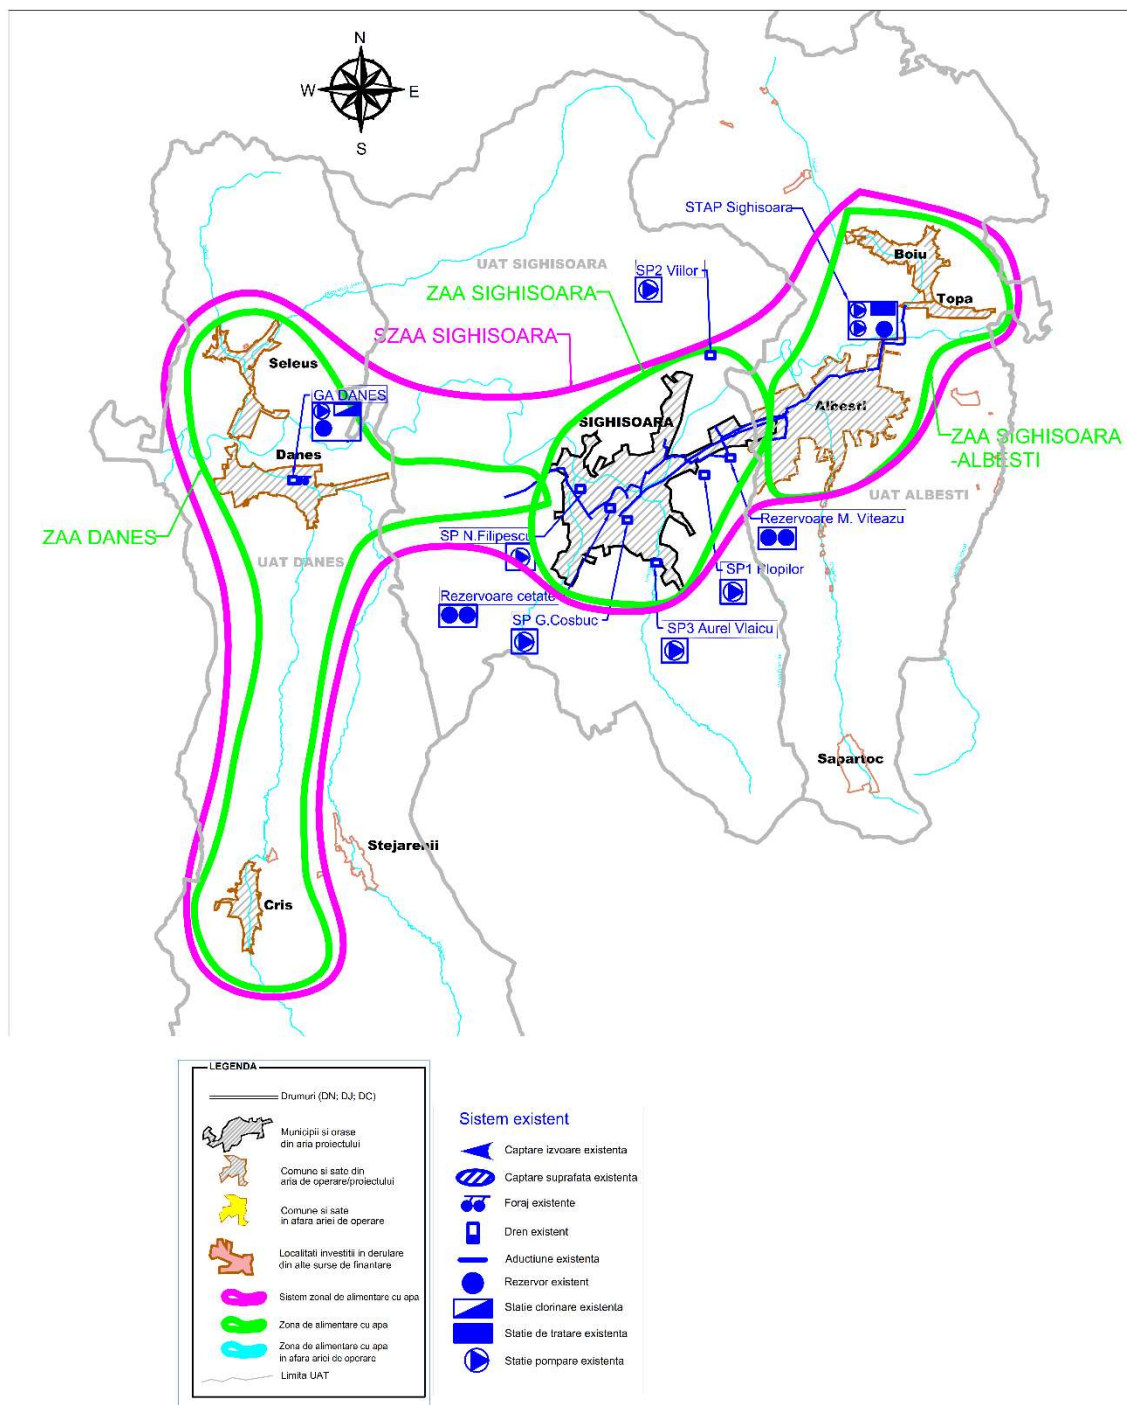 N
W
E
S
STAP Sighisoara
Boiu
UAT SIGHISOARA
SP2 Viilor
ZAA SIGHISOARA
Topa
SZAA SIGHISOARA
Seleus
GA DANES
Albesti
SIGHISOARA
ZAA SIGHISOARA
-ALBESTI
Danes
UAT ALBESTI
Rezervoare M. Viteazu
ZAA DANES
SP N.Filipescu
UAT DANES
SP1 Plopilor
Rezervoare cetate
SP G.Cosbuc
SP3 Aurel Vlaicu
Sapartoc
Stejarenii
Cris
LEGENDA
Drumuri (DN; DJ; DC)
Municipii si orase
din aria proiectului
Comune si sate din
aria de operare/proiectului
Comune si sate
in afara ariei de operare
Localitati investitii in derulare
din alte surse de finantare
Sistem zonal de alimentare cu apa
Zona de alimentare cu apa
Zona de alimentare cu apa
in afara ariei de operare
Limita UAT
Sistem existent
Captare izvoare existenta
Captare suprafata existenta
Foraj existente
Dren existent
Aductiune existenta
Rezervor existent
Statie clorinare existenta
Statie de tratare existenta
Statie pompare existenta